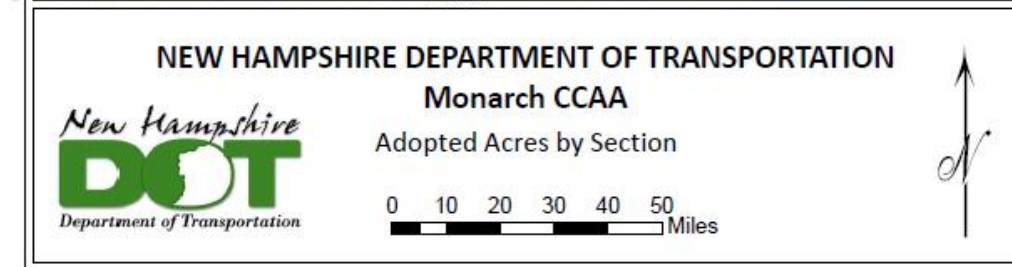 NEW HAMPSHIRE DEPARTMENT OF TRANSPORTATION
Monarch CCAA
Adopted Acres by Section
New Hampshire
DOT
Department of Transportation
0 10 20 30 40 50
Miles
N